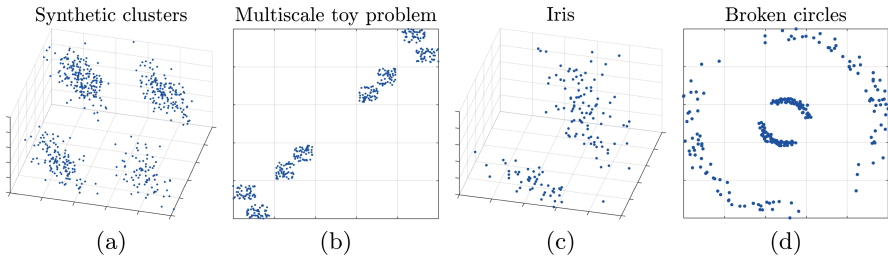 Synthetic clusters
Multiscale toy problem
Iris
Broken circles
(a)
(b)
(c)
(d)